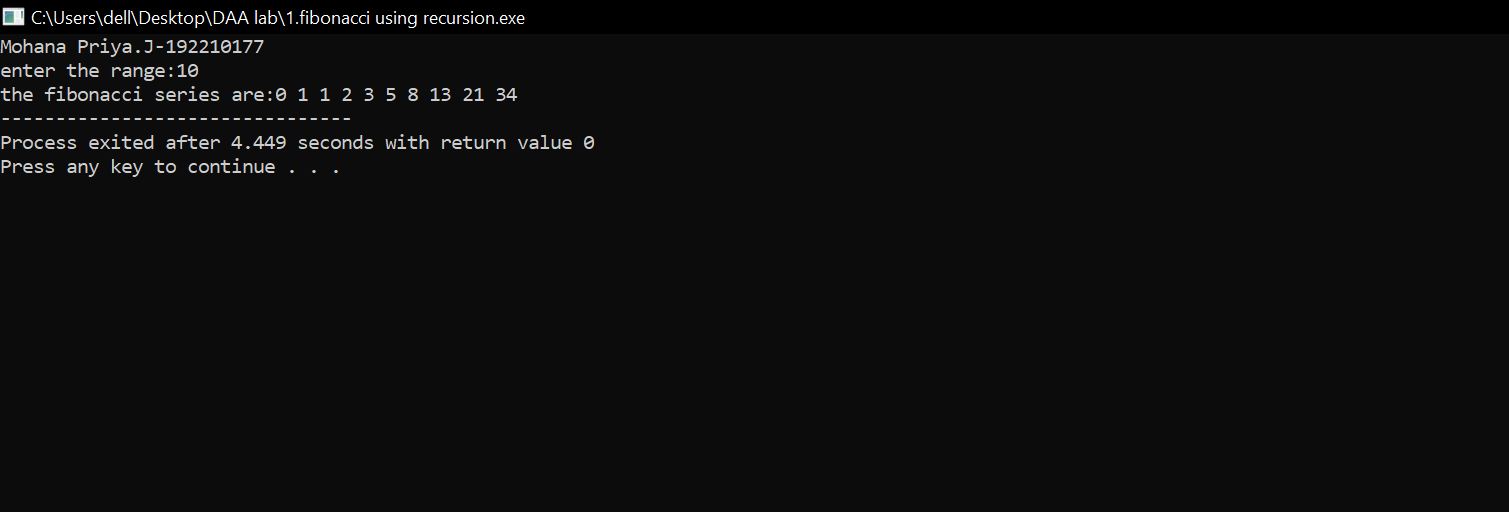 C:\Users\dell\Desktop\DAA lab\1.fibonacci using recursion.exe
Mohana Priya.J-192210177
enter the range:10
the fibonacci series are:0 1 1 2 3 5 8 13 21 34
--------------------------------
Process exited after 4.449 seconds with return value 0
Press any key to continue . . .